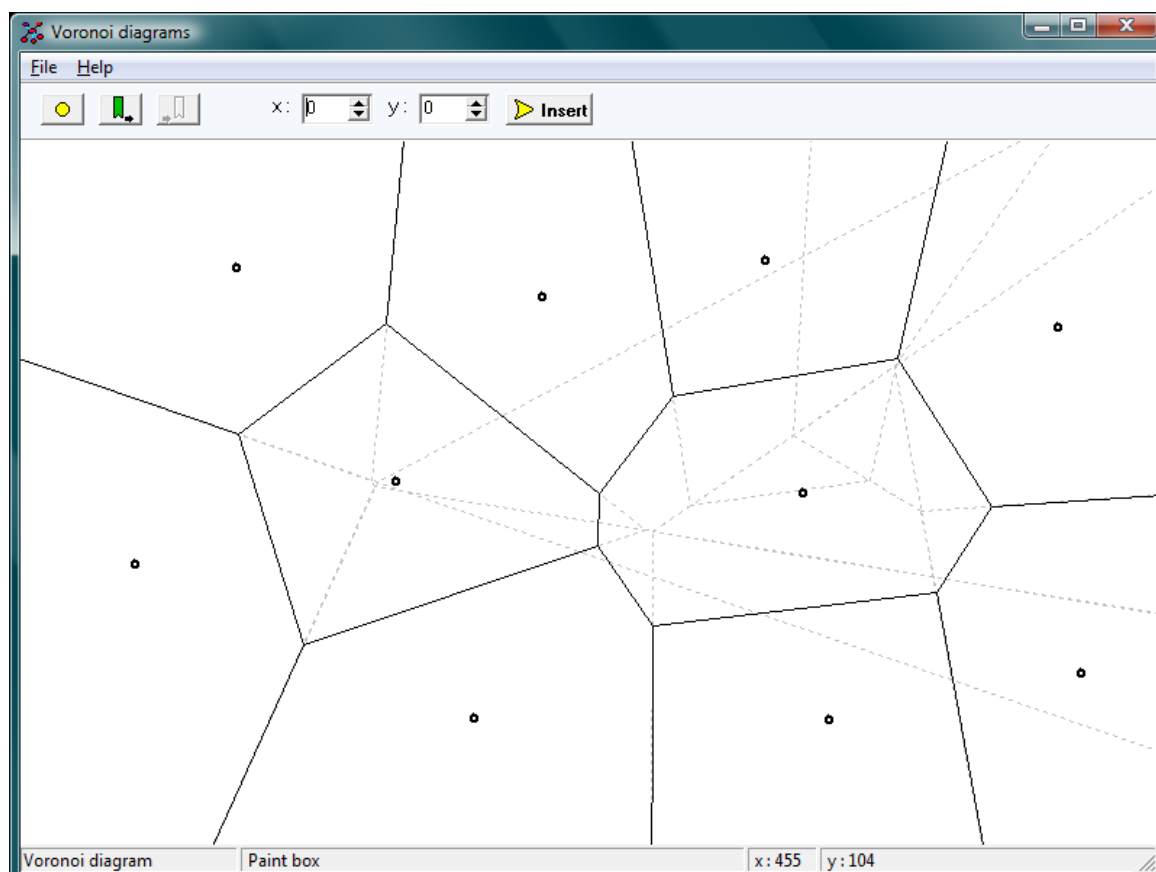 Voronoi diagrams
File Help
x: 0 y: 0 Insert
Voronoi diagram Paint box x:455 y:104